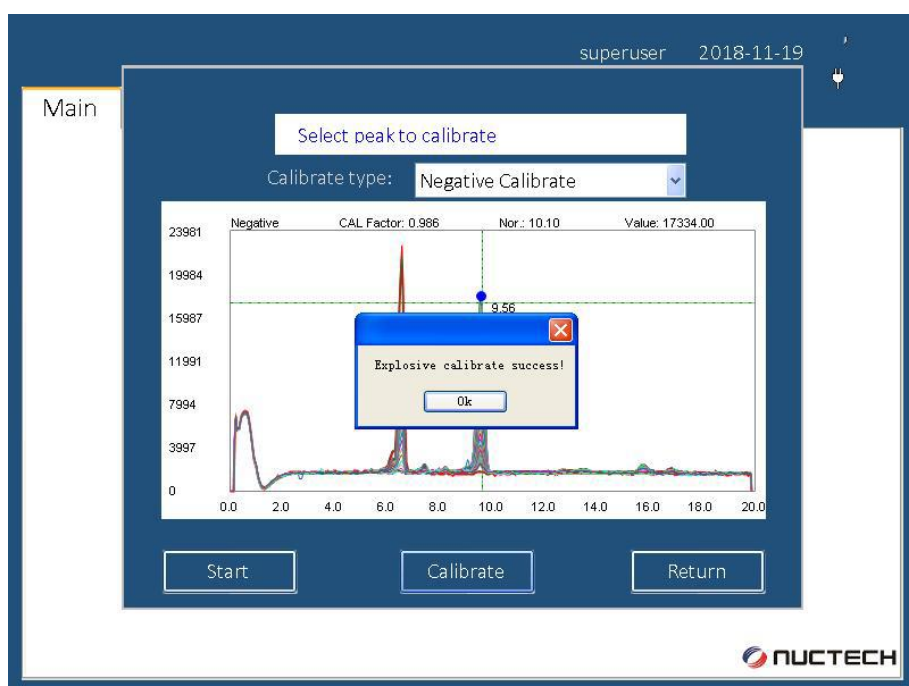 superuser 2018-11-19
Main
Select peak to calibrate
Calibrate type: Negative Calibrate
Negative CAL Factor: 0.986 Nor.: 10.10 Value: 17334.00
23981
19984
15987
11991
7994
3997
0
9.56
Explosive calibrate success!
Ok
0.0 2.0 4.0 6.0 8.0 10.0 12.0 14.0 16.0 18.0 20.0
Start Calibrate Return
NUCTECH